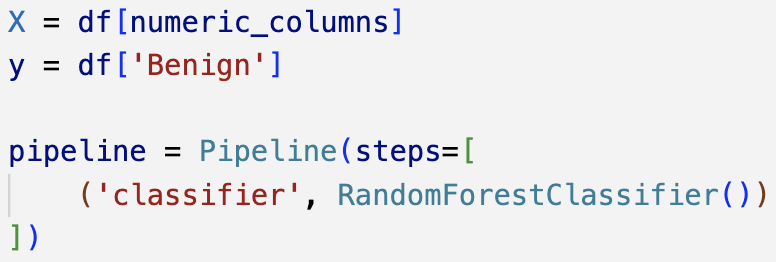 X = df[numeric_columns]
y = df['Benign']
pipeline = Pipeline(steps=[
('classifier', RandomForestClassifier())
])